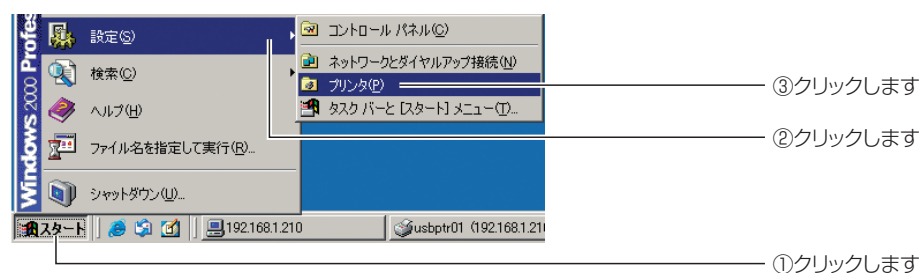 Windows 2000 Profes
設定(S)
検索(C)
ヘルプ(H)
ファイル名を指定して実行(R)...
シャットダウン(U)...
コントロール パネル(C)
ネットワークとダイヤルアップ接続(N)
プリンタ(P)
タスク バーと [スタート] メニュー(T)...
③クリックします
②クリックします
スタート
192.168.1.210
usbptr01 (192.168.1.21
①クリックします